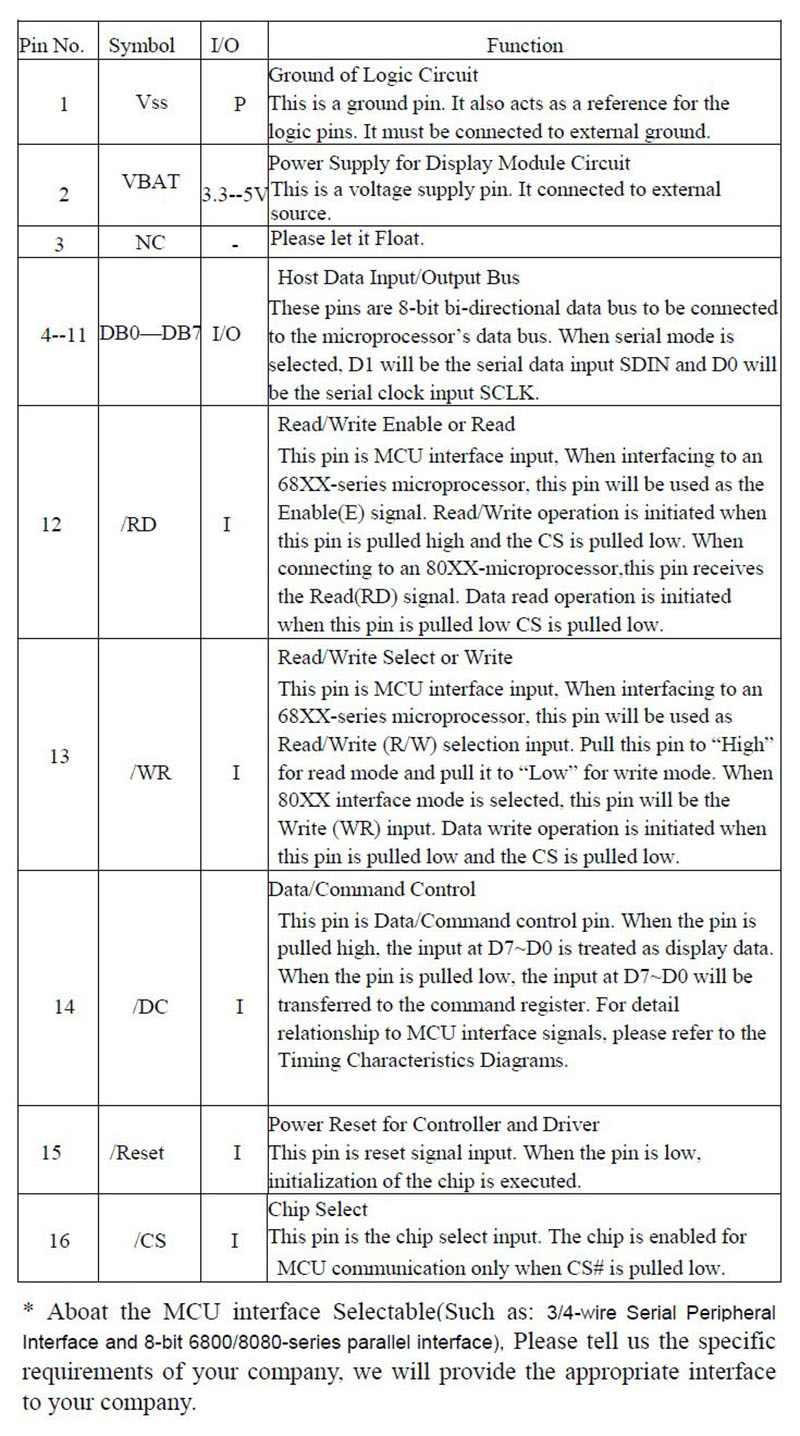 Pin No. Symbol I/O Function
Ground of Logic Circuit
1 Vss P This is a ground pin. It also acts as a reference for the
logic pins. It must be connected to external ground.
Power Supply for Display Module Circuit
2 VBAT 3.3--5V This is a voltage supply pin. It connected to external
source.
3 NC - Please let it Float.
Host Data Input/Output Bus
These pins are 8-bit bi-directional data bus to be connected
4--11 DB0—DB7 I/O to the microprocessor’s data bus. When serial mode is
selected, D1 will be the serial data input SDIN and D0 will
be the serial clock input SCLK.
Read/Write Enable or Read
This pin is MCU interface input, When interfacing to an
68XX-series microprocessor, this pin will be used as the
Enable(E) signal. Read/Write operation is initiated when
12 /RD I this pin is pulled high and the CS is pulled low. When
connecting to an 80XX-microprocessor,this pin receives
the Read(RD) signal. Data read operation is initiated
when this pin is pulled low CS is pulled low.
Read/Write Select or Write
This pin is MCU interface input, When interfacing to an
68XX-series microprocessor, this pin will be used as
Read/Write (R/W) selection input. Pull this pin to “High”
13 /WR I for read mode and pull it to “Low” for write mode. When
80XX interface mode is selected, this pin will be the
Write (WR) input. Data write operation is initiated when
this pin is pulled low and the CS is pulled low.
Data/Command Control
This pin is Data/Command control pin. When the pin is
pulled high, the input at D7~D0 is treated as display data.
When the pin is pulled low, the input at D7~D0 will be
14 /DC I transferred to the command register. For detail
relationship to MCU interface signals, please refer to the
Timing Characteristics Diagrams.
Power Reset for Controller and Driver
15 /Reset I This pin is reset signal input. When the pin is low,
initialization of the chip is executed.
Chip Select
16 /CS I This pin is the chip select input. The chip is enabled for
MCU communication only when CS# is pulled low.
* Aboat the MCU interface Selectable(Such as: 3/4-wire Serial Peripheral
Interface and 8-bit 6800/8080-series parallel interface), Please tell us the specific
requirements of your company, we will provide the appropriate interface
to your company.